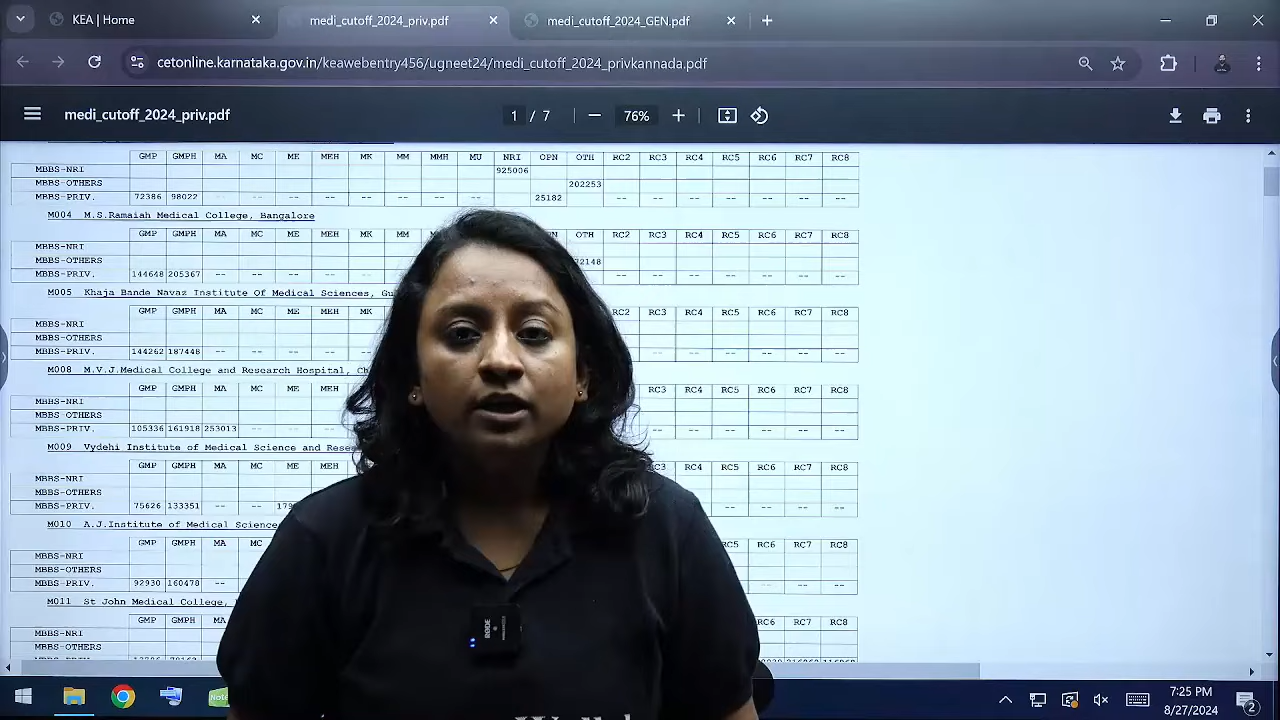 KEA | Home
medi_cutoff_2024_priv.pdf
medi_cutoff_2024_GEN.pdf
cetonline.karnataka.gov.in/keawebentry456/ugneet24/medi_cutoff_2024_privkannada.pdf
medi_cutoff_2024_priv.pdf
1 / 7
76%
GMP GMPH MA MC ME MEH MK MM MMH MU NRI OPN OTH RC2 RC3 RC4 RC5 RC6 RC7 RC8
MBBS-NRI 925006
MBBS-OTHERS 202253
MBBS-PRIV. 72386 98022 -- -- -- -- -- -- -- -- 25182 -- -- -- -- -- -- --
M004 M.S.Ramaiah Medical College, Bangalore
GMP GMPH MA MC ME MEH MK MM OTH RC2 RC3 RC4 RC5 RC6 RC7 RC8
MBBS-NRI
MBBS-OTHERS
MBBS-PRIV. 144648 205367 -- -- -- -- -- -- -- -- -- -- -- --
M005 Khaja Bande Navaz Institute Of Medical Sciences, Gu
GMP GMPH MA MC ME MEH MK RC2 RC3 RC4 RC5 RC6 RC7 RC8
MBBS-NRI
MBBS-OTHERS
MBBS-PRIV. 144262 187448 -- -- -- -- -- -- -- -- -- -- --
M008 M.V.J.Medical College and Research Hospital, Ch
GMP GMPH MA MC ME MEH RC3 RC4 RC5 RC6 RC7 RC8
MBBS-NRI
MBBS-OTHERS
MBBS-PRIV. 105336 161918 253013 -- -- -- -- -- -- -- -- --
M009 Vydehi Institute of Medical Science and Resea
GMP GMPH MA MC ME MEH RC4 RC5 RC6 RC7 RC8
MBBS-NRI
MBBS-OTHERS
MBBS-PRIV. 75626 133351 -- -- -- -- -- --
M010 A.J.Institute of Medical Science
GMP GMPH MA MC RC5 RC6 RC7 RC8
MBBS-NRI
MBBS-OTHERS
MBBS-PRIV. 92930 160478 -- -- -- --
M011 St John Medical College,
GMP GMPH RC6 RC7 RC8
MBBS-NRI
RODE
7:25 PM
8/27/2024
2